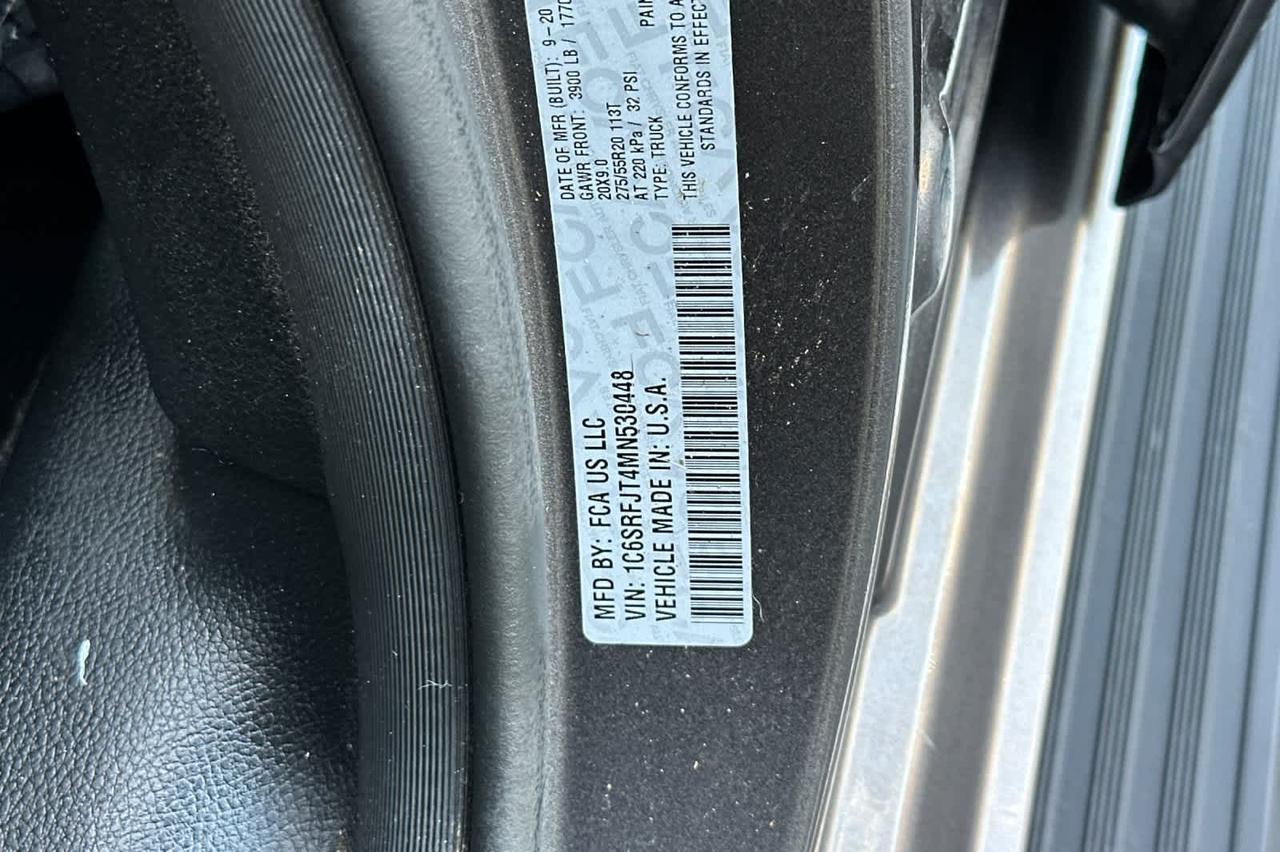 MFD BY: FCA US LLC
VIN: 1C6SRFJT4MN530448
VEHICLE MADE IN: U.S.A.
DATE OF MFR (BUILT): 9-20
GAWR FRONT: 3900 LB / 177
20X9.0
275/55R20 113T
AT 220 kPa / 32 PSI
TYPE: TRUCK
THIS VEHICLE CONFORMS TO
STANDARDS IN EFFECT